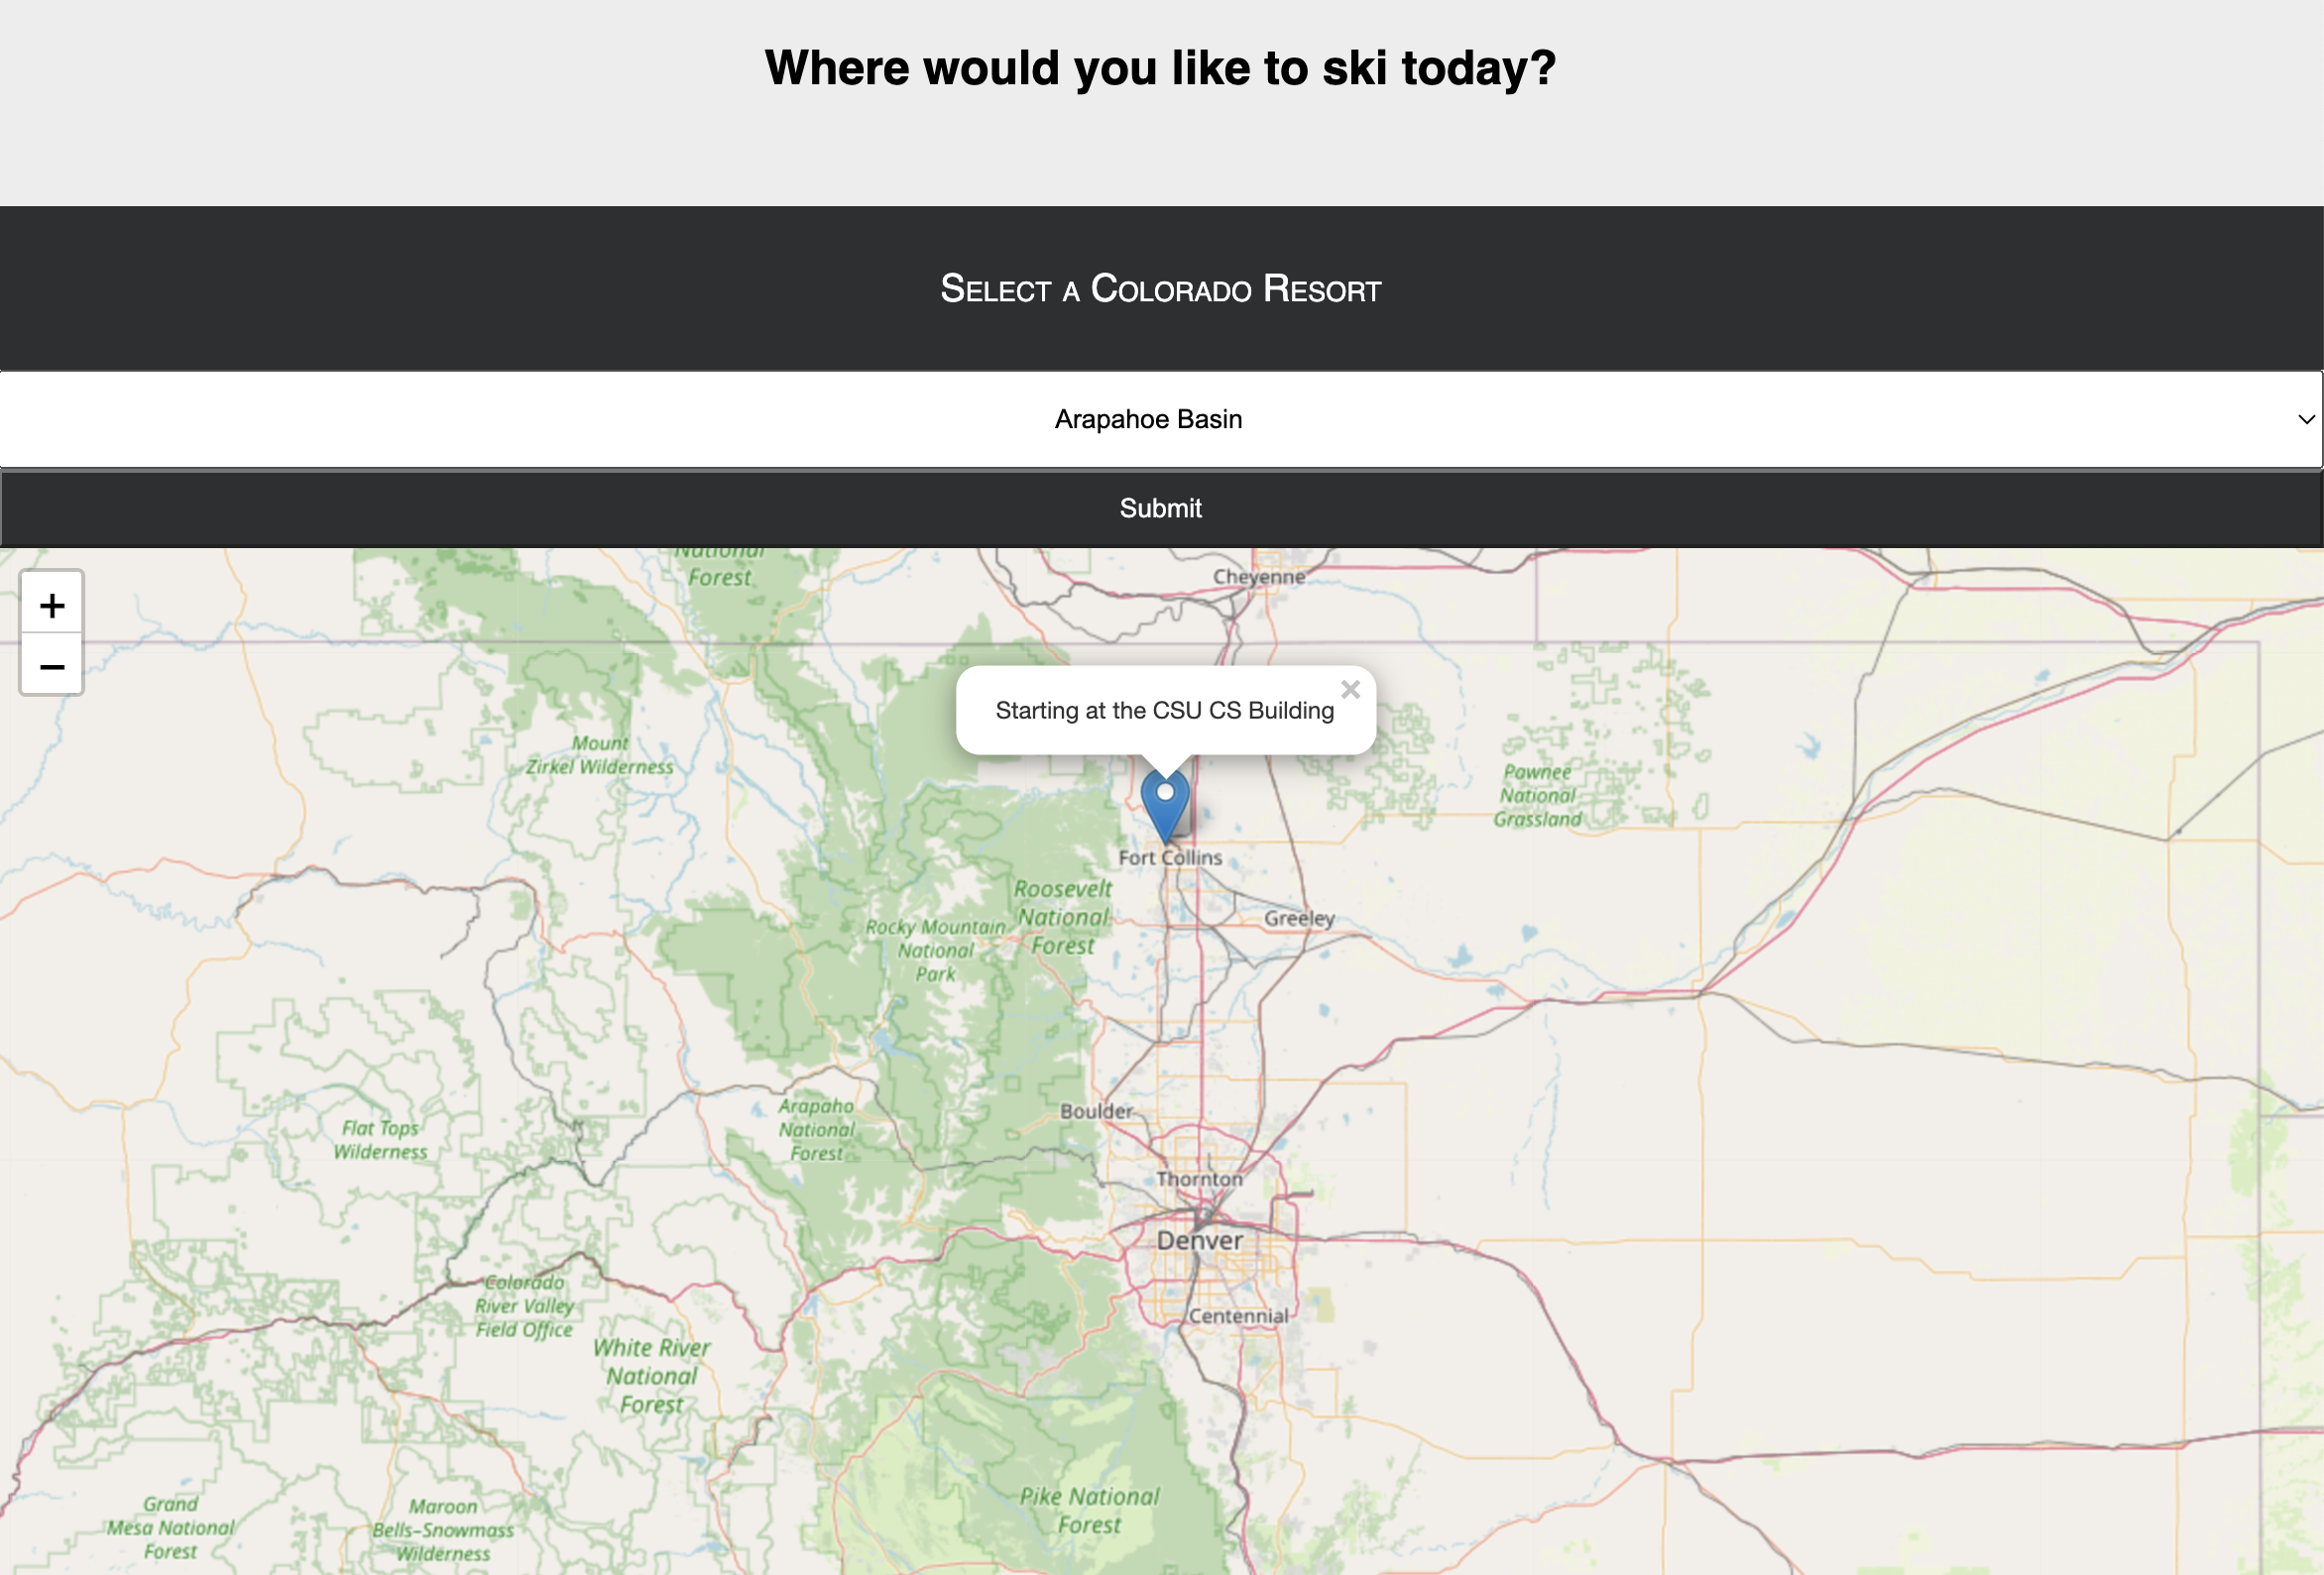 Where would you like to ski today?
Select a Colorado Resort
Arapahoe Basin
Submit
National
Forest
Cheyenne
+
−
Starting at the CSU CS Building
×
Mount
Zirkel Wilderness
Pawnee
National
Grassland
Fort Collins
Roosevelt
National
Forest
Greeley
Rocky Mountain
National
Park
Boulder
Arapaho
National
Forest
Flat Tops
Wilderness
Thornton
Denver
Colorado
River Valley
Field Office
Centennial
White River
National
Forest
Grand
Mesa National
Forest
Maroon
Bells–Snowmass
Wilderness
Pike National
Forest